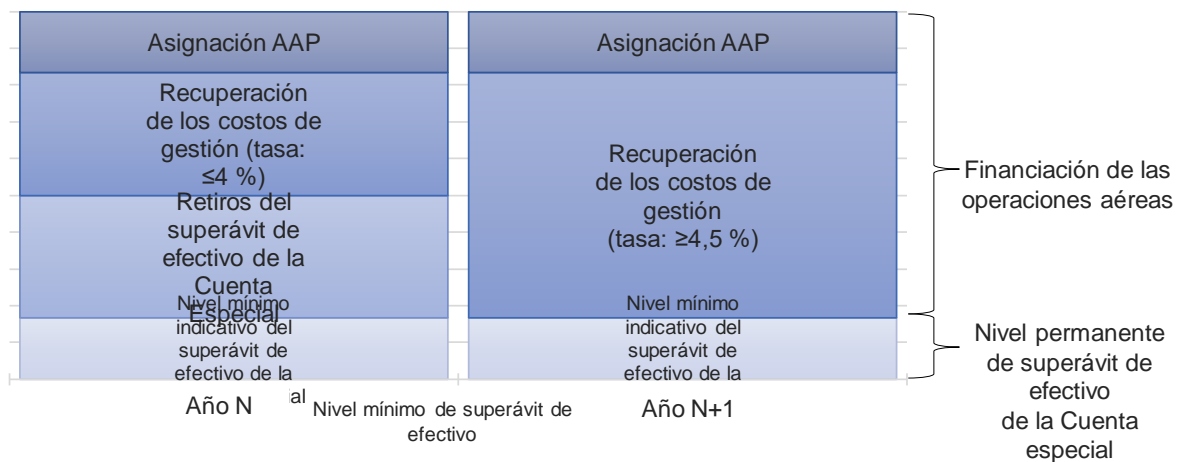 Asignación AAP
Recuperación
de los costos de
gestión (tasa:
≤4 %)
Retiros del
superávit de
efectivo de la
Cuenta
Especial
Nivel mínimo
indicativo del
superávit de
efectivo de la
ial
Año N
Asignación AAP
Recuperación
de los costos de
gestión
(tasa: ≥4,5 %)
Nivel mínimo
indicativo del
superávit de
efectivo de la
Año N+1
Nivel mínimo de superávit de
efectivo
Financiación de las
operaciones aéreas
Nivel permanente
de superávit de
efectivo
de la Cuenta
especial